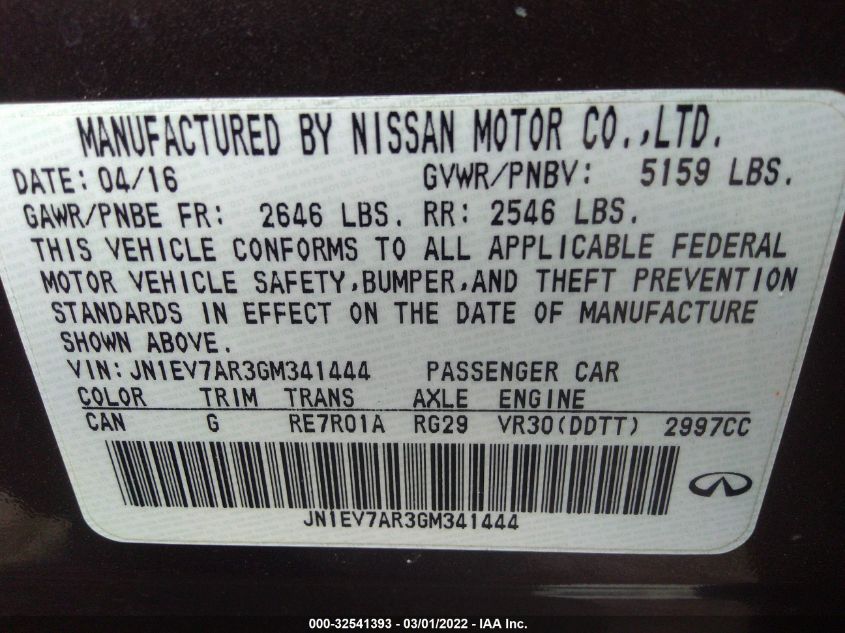 MANUFACTURED BY NISSAN MOTOR CO.,LTD.
DATE: 04/16 GVWR/PNBV: 5159 LBS.
GAWR/PNBE FR: 2646 LBS. RR: 2546 LBS.
THIS VEHICLE CONFORMS TO ALL APPLICABLE FEDERAL
MOTOR VEHICLE SAFETY,BUMPER,AND THEFT PREVENTION
STANDARDS IN EFFECT ON THE DATE OF MANUFACTURE
SHOWN ABOVE.
VIN: JN1EV7AR3GM341444 PASSENGER CAR
COLOR TRIM TRANS AXLE ENGINE
CAN G RE7R01A RG29 VR30(DDTT) 2997CC
JN1EV7AR3GM341444
000-32541393 - 03/01/2022 - IAA Inc.